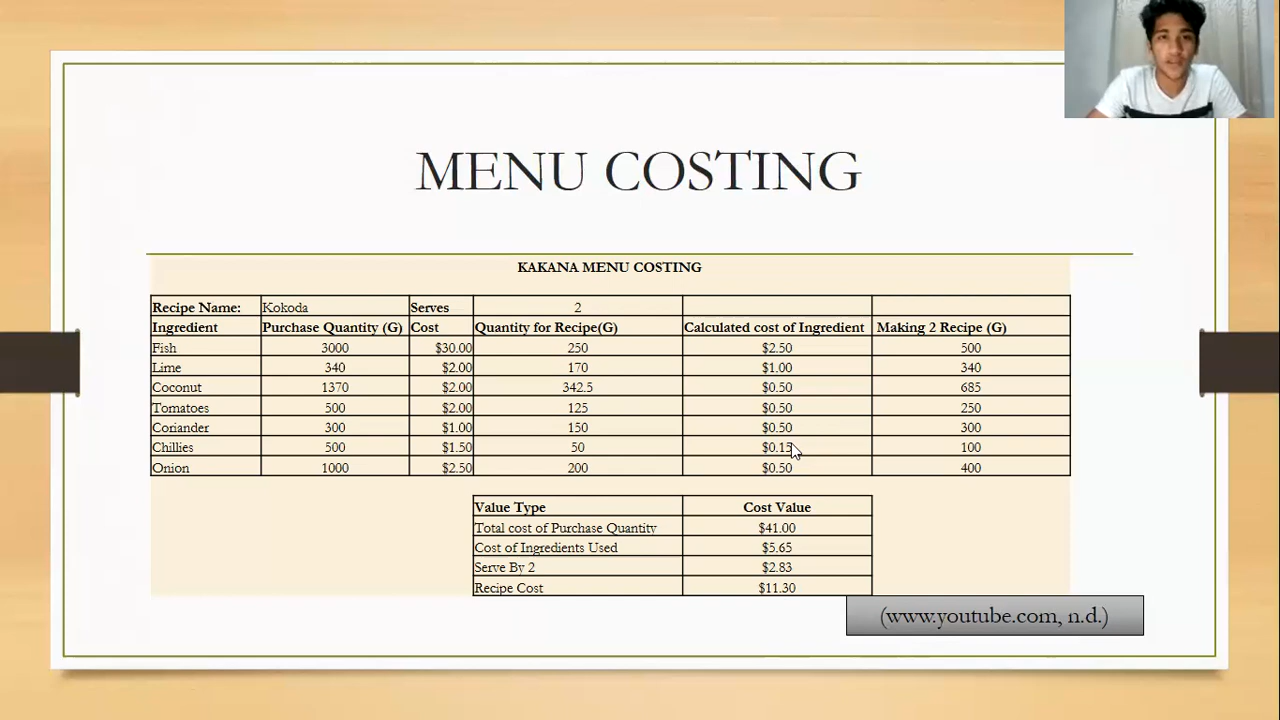 MENU COSTING
KAKANA MENU COSTING
Recipe Name: Kokoda Serves 2
Ingredient Purchase Quantity (G) Cost Quantity for Recipe(G) Calculated cost of Ingredient Making 2 Recipe (G)
Fish 3000 $30.00 250 $2.50 500
Lime 340 $2.00 170 $1.00 340
Coconut 1370 $2.00 342.5 $0.50 685
Tomatoes 500 $2.00 125 $0.50 250
Coriander 300 $1.00 150 $0.50 300
Chillies 500 $1.50 50 $0.15 100
Onion 1000 $2.50 200 $0.50 400
Value Type Cost Value
Total cost of Purchase Quantity $41.00
Cost of Ingredients Used $5.65
Serve By 2 $2.83
Recipe Cost $11.30
(www.youtube.com, n.d.)